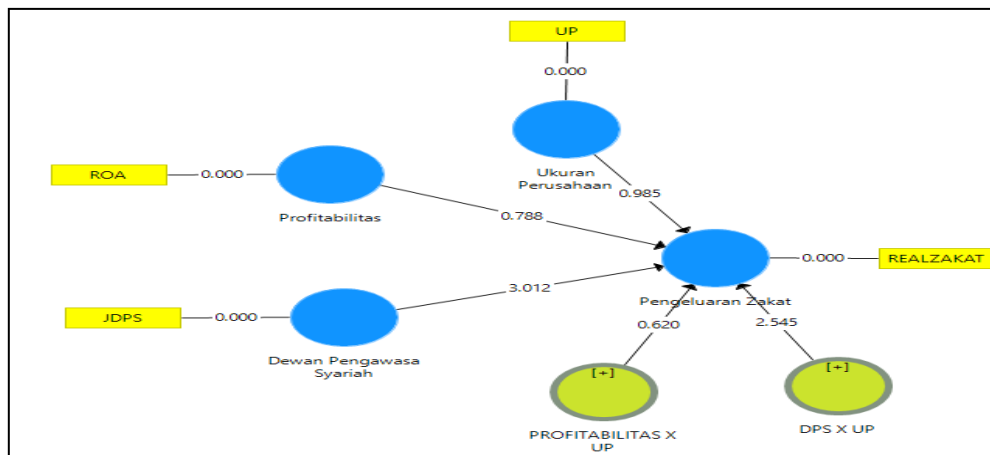 UP
0.000
Ukuran
Perusahaan
ROA
0.000
Profitabilitas
0.985
0.788
0.000
REALZAKAT
Pengeluaran Zakat
3.012
JDPS
0.000
Dewan Pengawasa
Syariah
0.620
2.545
[+]
PROFITABILITAS X
UP
[+]
DPS X UP